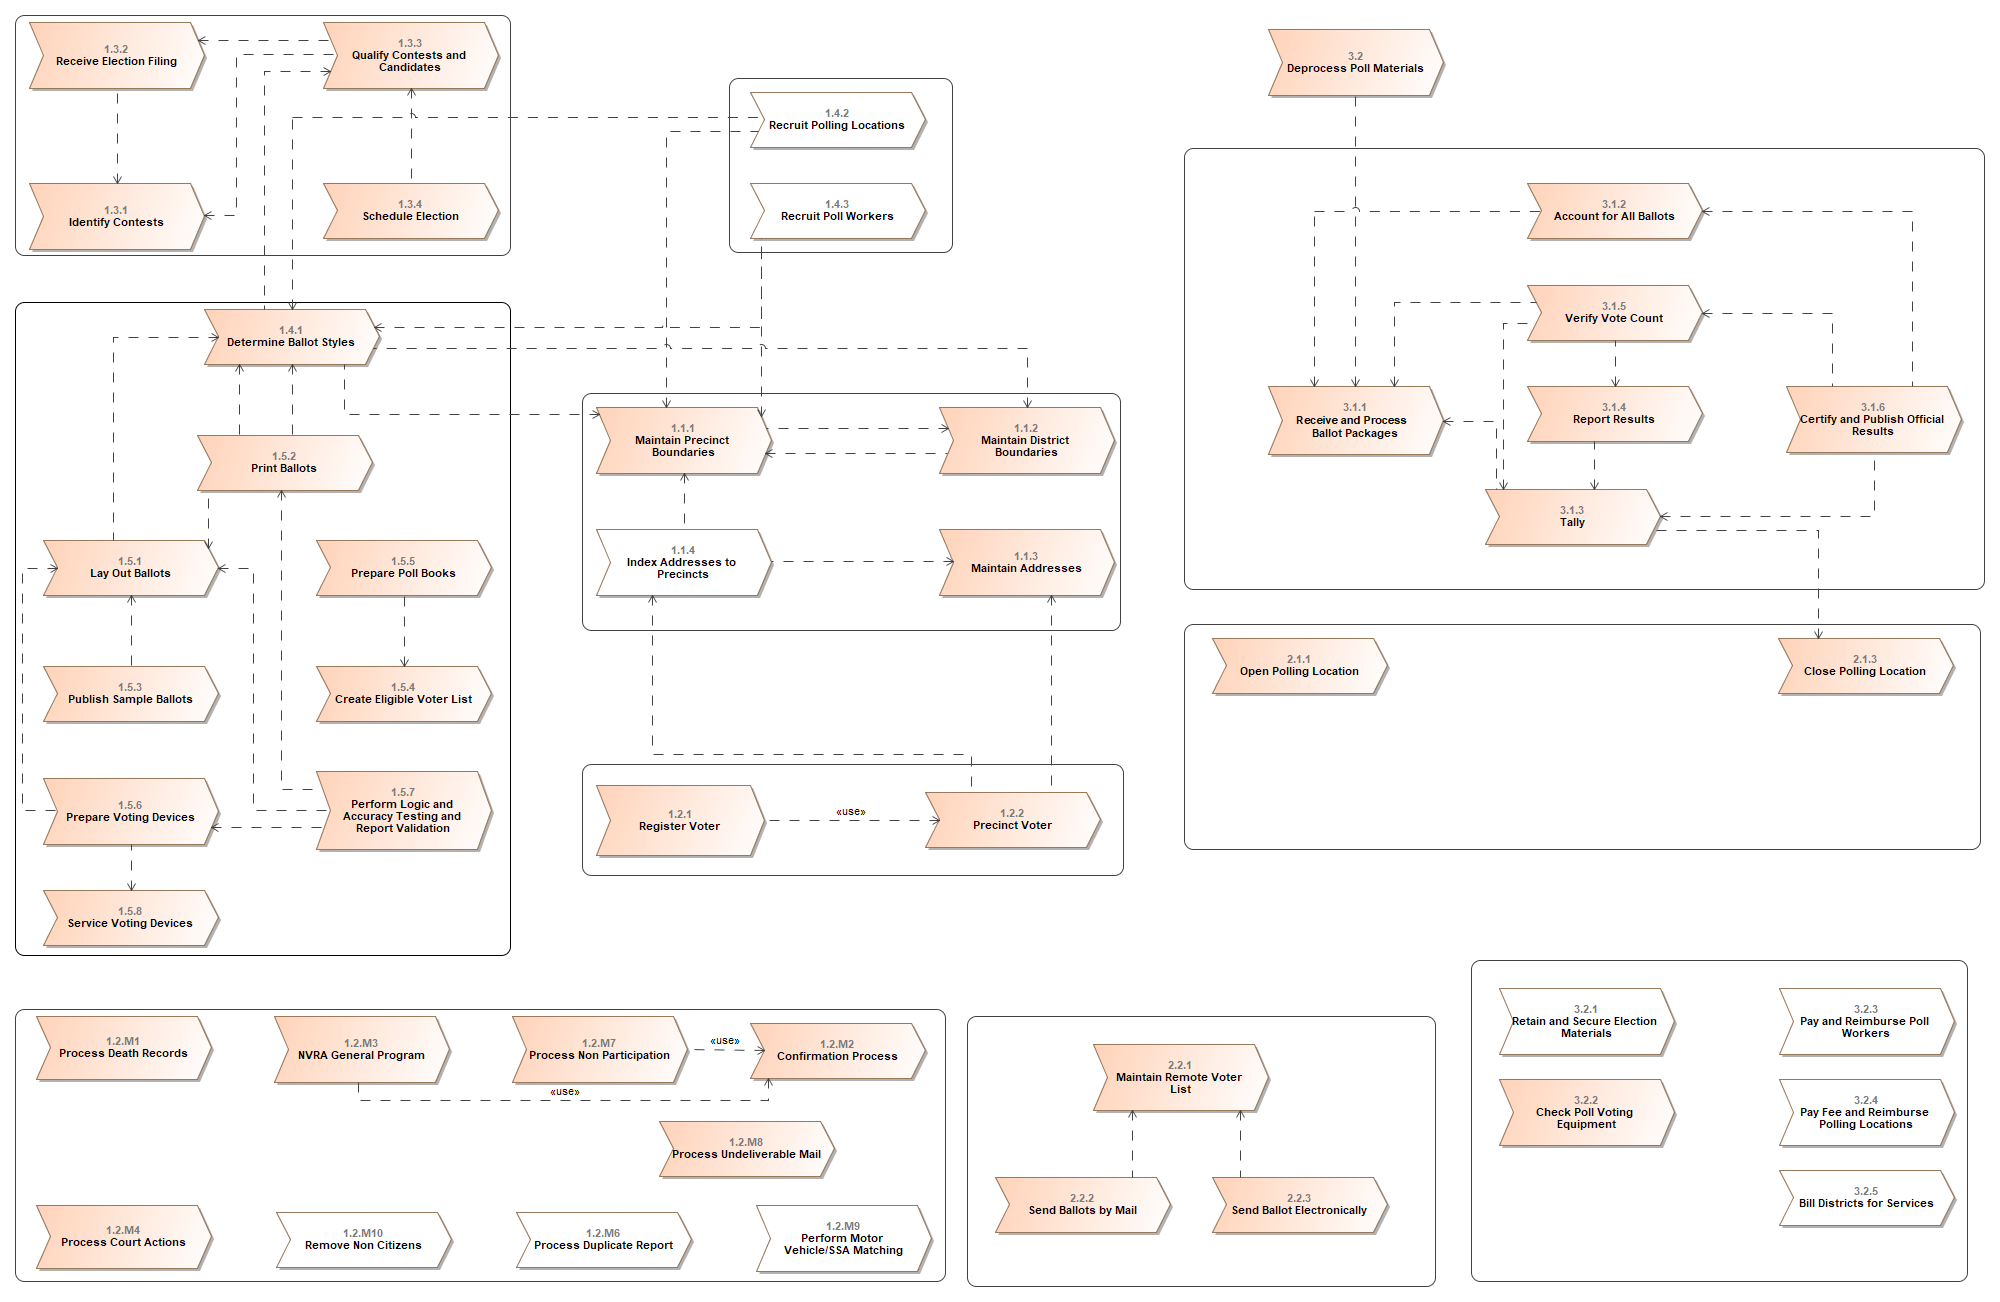 1.3.2
Receive Election Filing
1.3.3
Qualify Contests and
Candidates
1.3.1
Identify Contests
1.3.4
Schedule Election
1.4.2
Recruit Polling Locations
1.4.3
Recruit Poll Workers
3.2
Deprocess Poll Materials
3.1.2
Account for All Ballots
3.1.5
Verify Vote Count
3.1.1
Receive and Process
Ballot Packages
3.1.4
Report Results
3.1.6
Certify and Publish Official
Results
3.1.3
Tally
1.4.1
Determine Ballot Styles
1.5.2
Print Ballots
1.5.1
Lay Out Ballots
1.5.5
Prepare Poll Books
1.5.3
Publish Sample Ballots
1.5.4
Create Eligible Voter List
1.5.6
Prepare Voting Devices
1.5.7
Perform Logic and
Accuracy Testing and
Report Validation
1.5.8
Service Voting Devices
1.1.1
Maintain Precinct
Boundaries
1.1.2
Maintain District
Boundaries
1.1.4
Index Addresses to
Precincts
1.1.3
Maintain Addresses
1.2.1
Register Voter
«use»
1.2.2
Precinct Voter
2.1.1
Open Polling Location
2.1.3
Close Polling Location
1.2.M1
Process Death Records
1.2.M3
NVRA General Program
1.2.M7
Process Non Participation
«use»
1.2.M2
Confirmation Process
«use»
1.2.M8
Process Undeliverable Mail
1.2.M4
Process Court Actions
1.2.M10
Remove Non Citizens
1.2.M6
Process Duplicate Report
1.2.M9
Perform Motor
Vehicle/SSA Matching
2.2.1
Maintain Remote Voter
List
2.2.2
Send Ballots by Mail
2.2.3
Send Ballot Electronically
3.2.1
Retain and Secure Election
Materials
3.2.3
Pay and Reimburse Poll
Workers
3.2.2
Check Poll Voting
Equipment
3.2.4
Pay Fee and Reimburse
Polling Locations
3.2.5
Bill Districts for Services